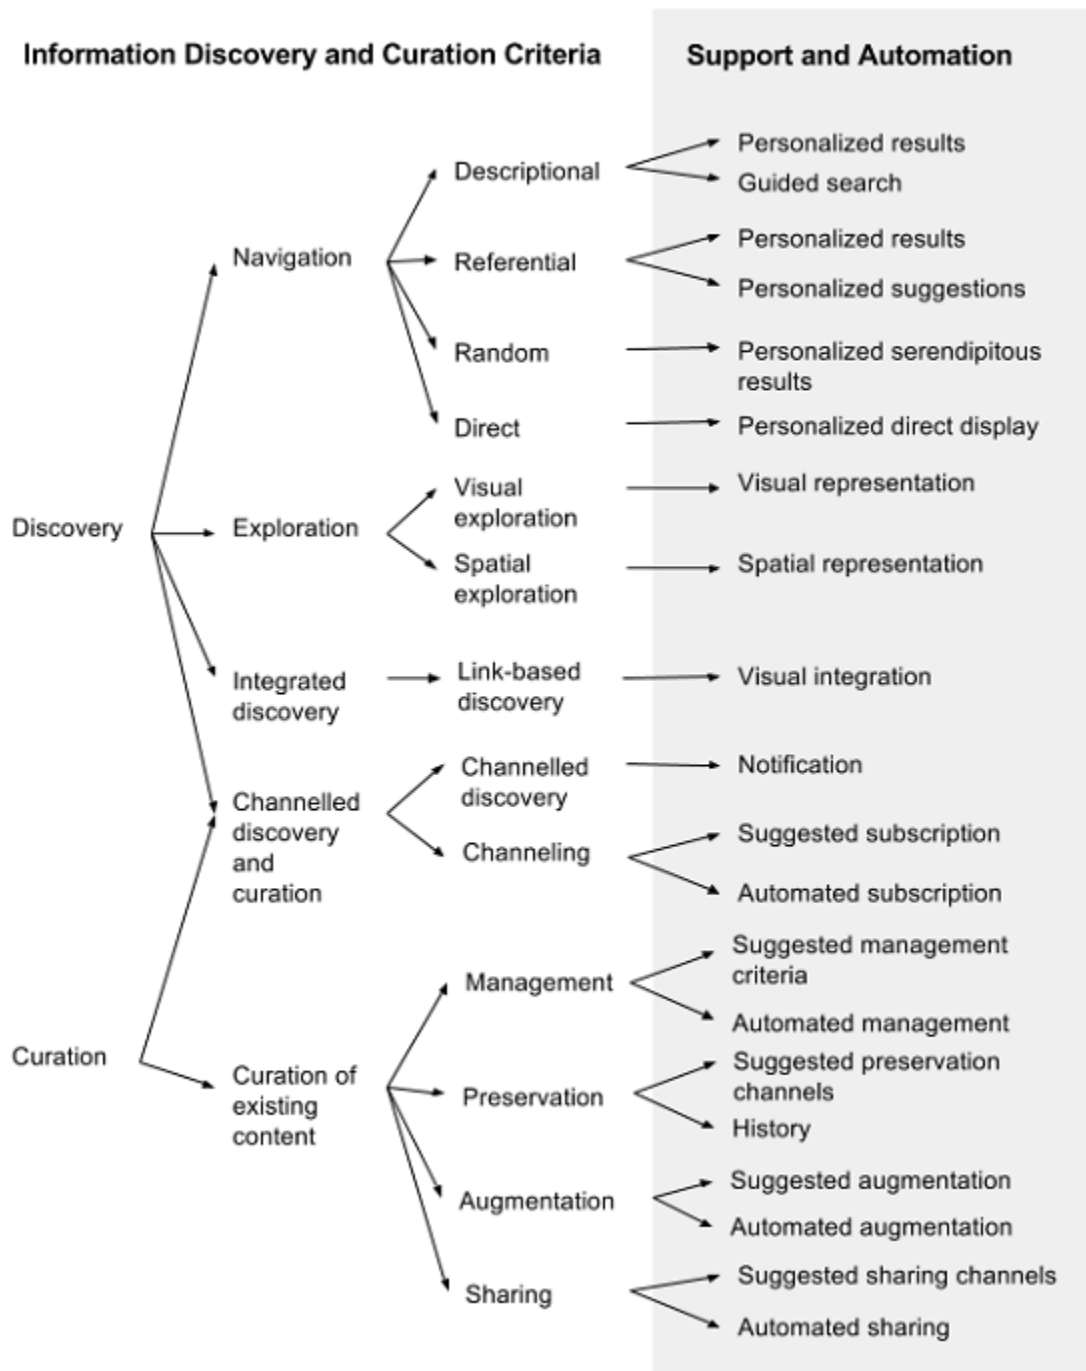 Information Discovery and Curation Criteria
Support and Automation
Descriptional
Personalized results
Guided search
Navigation
Referential
Personalized results
Personalized suggestions
Random
Personalized serendipitous
results
Direct
Personalized direct display
Discovery
Exploration
Visual
exploration
Visual representation
Spatial
exploration
Spatial representation
Integrated
discovery
Link-based
discovery
Visual integration
Channelled
discovery
and
curation
Channelled
discovery
Notification
Channeling
Suggested subscription
Automated subscription
Curation
Curation of
existing
content
Management
Suggested management
criteria
Automated management
Preservation
Suggested preservation
channels
History
Augmentation
Suggested augmentation
Automated augmentation
Sharing
Suggested sharing channels
Automated sharing